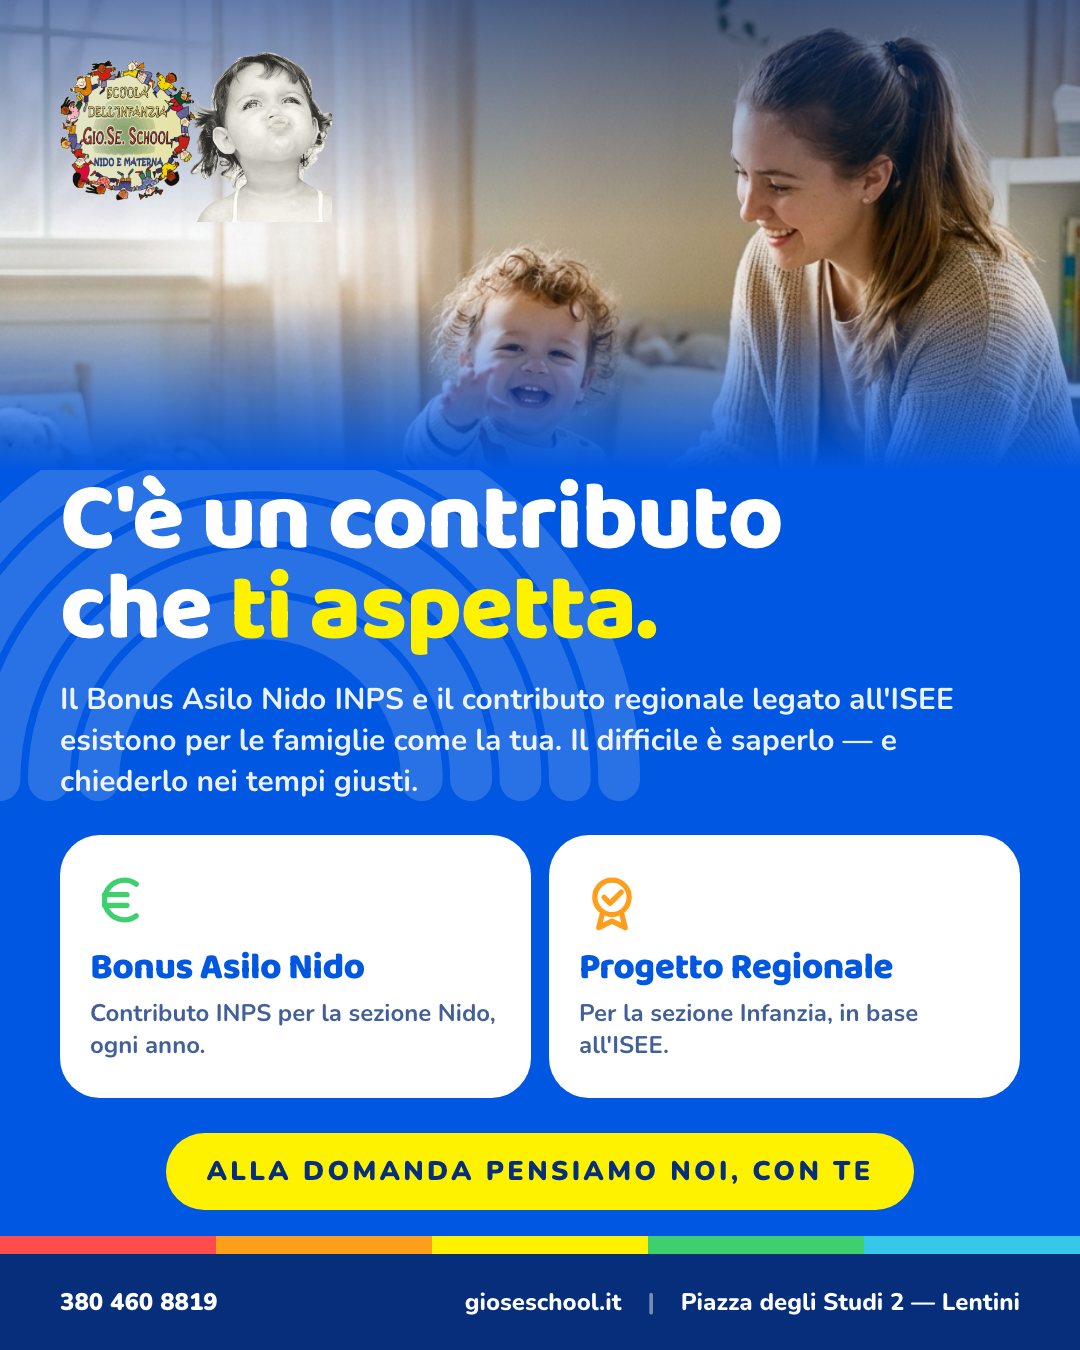 SCUOLA
DELL'INFANZIA
GIO.SE. SCHOOL
NIDO E MATERNA
C'è un contributo
che ti aspetta.
Il Bonus Asilo Nido INPS e il contributo regionale legato all'ISEE
esistono per le famiglie come la tua. Il difficile è saperlo — e
chiederlo nei tempi giusti.
€
Bonus Asilo Nido
Contributo INPS per la sezione Nido,
ogni anno.
Progetto Regionale
Per la sezione Infanzia, in base
all'ISEE.
ALLA DOMANDA PENSIAMO NOI, CON TE
380 460 8819
gioseschool.it | Piazza degli Studi 2 — Lentini